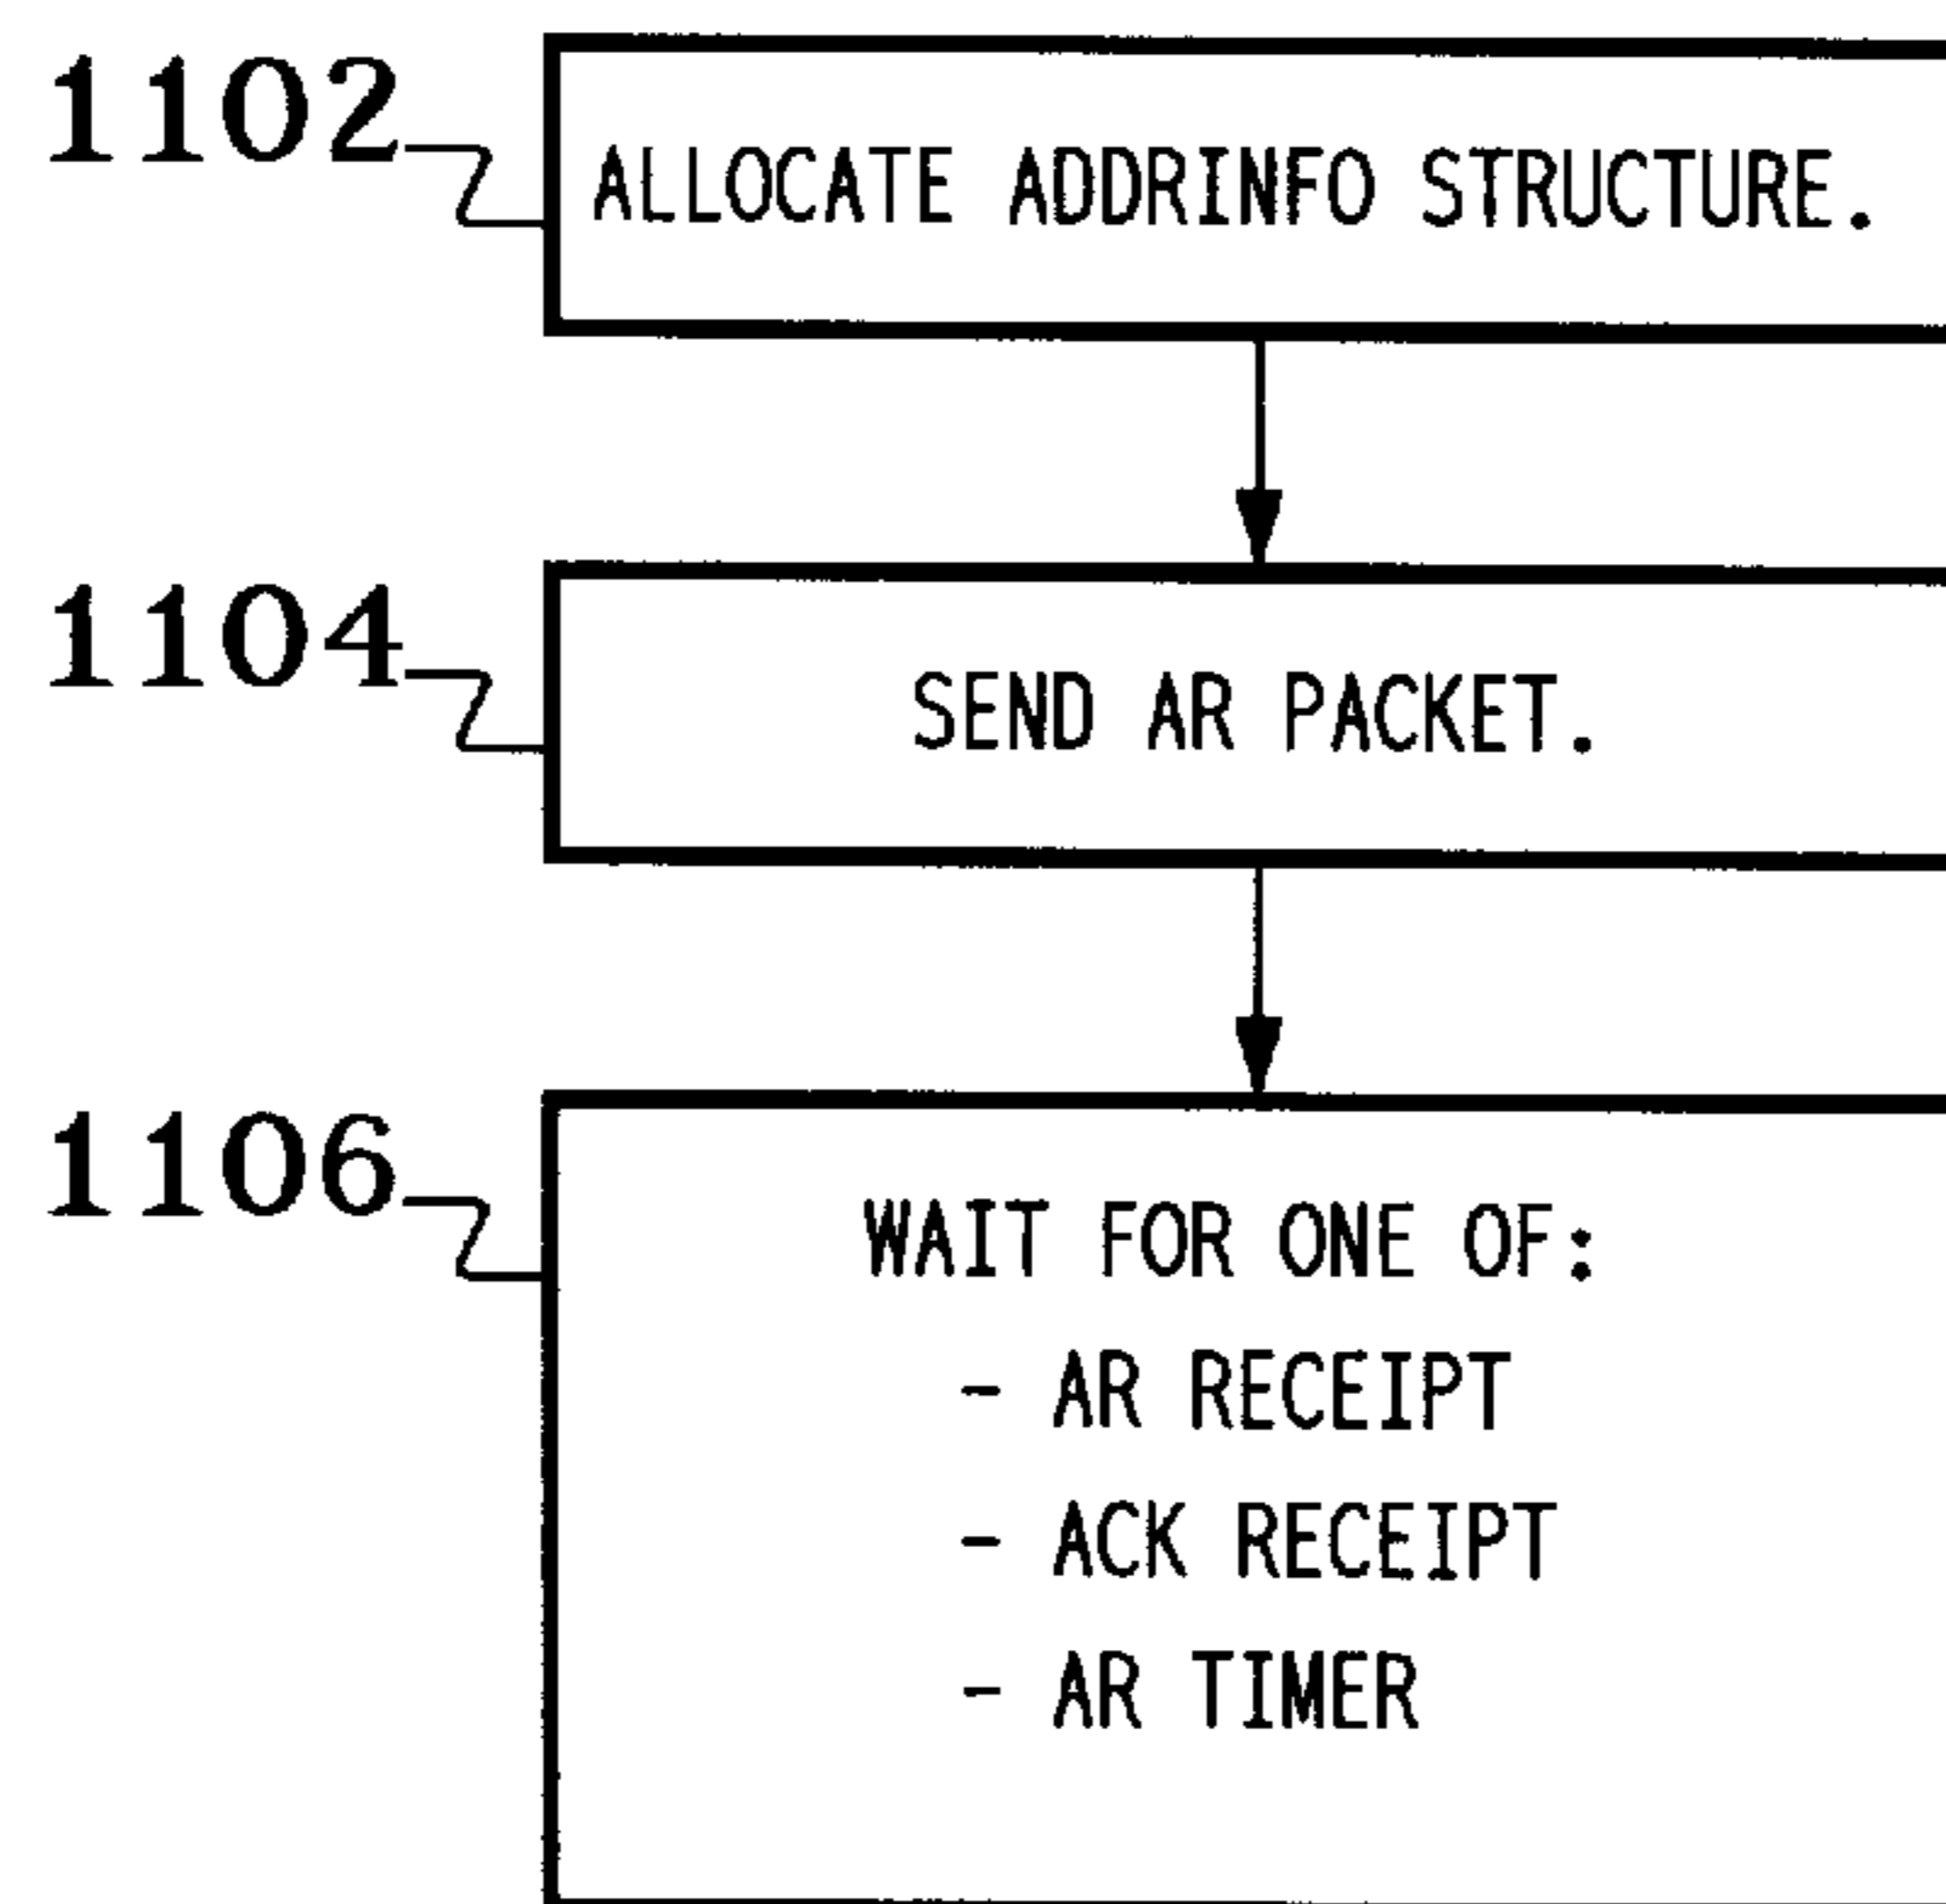 1102
ALLOCATE ADDRINFO STRUCTURE.
1104
SEND AR PACKET.
1106
WAIT FOR ONE OF:
- AR RECEIPT
- ACK RECEIPT
- AR TIMER